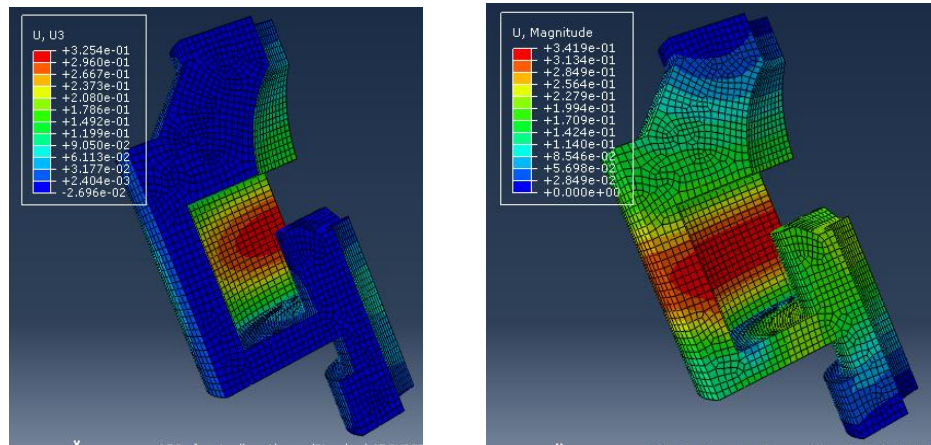 U, U3
+3.254e-01
+2.960e-01
+2.667e-01
+2.373e-01
+2.080e-01
+1.786e-01
+1.492e-01
+1.199e-01
+9.050e-02
+6.113e-02
+3.177e-02
+2.404e-03
-2.696e-02
U, Magnitude
+3.419e-01
+3.134e-01
+2.849e-01
+2.564e-01
+2.279e-01
+1.994e-01
+1.709e-01
+1.424e-01
+1.140e-01
+8.546e-02
+5.698e-02
+2.849e-02
+0.000e+00